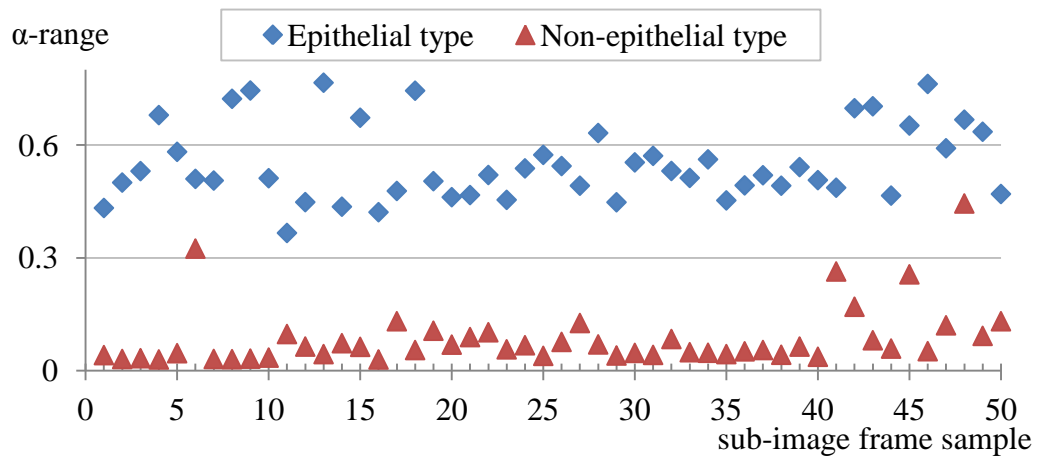 α-range
Epithelial type
Non-epithelial type
0.6
0.3
0
0 5 10 15 20 25 30 35 40 45 50
sub-image frame sample